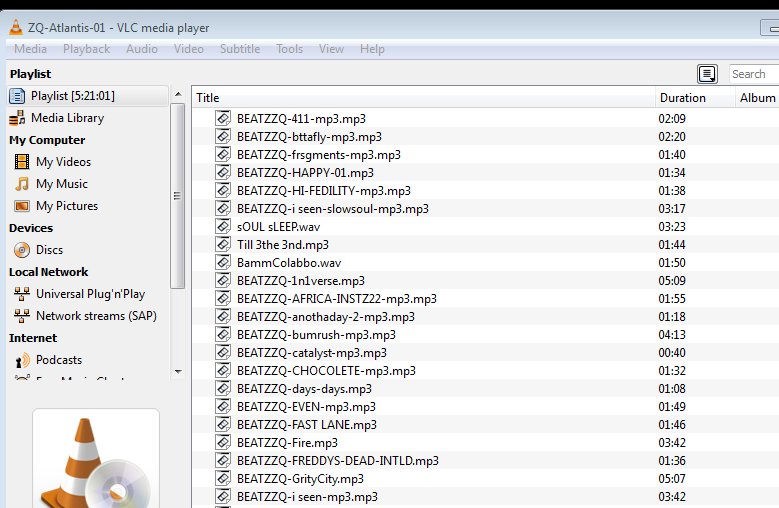 ZQ-Atlantis-01 - VLC media player
Media Playback Audio Video Subtitle Tools View Help
Playlist
Search
Playlist [5:21:01]
Media Library
My Computer
My Videos
My Music
My Pictures
Devices
Discs
Local Network
Universal Plug'n'Play
Network streams (SAP)
Internet
Podcasts
Title Duration Album
BEATZZQ-411-mp3.mp3 02:09
BEATZZQ-bttafly-mp3.mp3 02:20
BEATZZQ-frsgments-mp3.mp3 01:40
BEATZZQ-HAPPY-01.mp3 01:34
BEATZZQ-HI-FEDILITY-mp3.mp3 01:38
BEATZZQ-i seen-slowsoul-mp3.mp3 03:17
sOUL sLEEP.wav 03:23
Till 3the 3nd.mp3 01:44
BammColabbo.wav 01:50
BEATZZQ-1n1verse.mp3 05:09
BEATZZQ-AFRICA-INSTZ22-mp3.mp3 01:55
BEATZZQ-anothaday-2-mp3.mp3 01:18
BEATZZQ-bumrush-mp3.mp3 04:13
BEATZZQ-catalyst-mp3.mp3 00:40
BEATZZQ-CHOCOLETE-mp3.mp3 01:32
BEATZZQ-days-days.mp3 01:08
BEATZZQ-EVEN-mp3.mp3 01:49
BEATZZQ-FAST LANE.mp3 01:46
BEATZZQ-Fire.mp3 03:42
BEATZZQ-FREDDYS-DEAD-INTLD.mp3 01:36
BEATZZQ-GrityCity.mp3 05:07
BEATZZQ-i seen-mp3.mp3 03:42